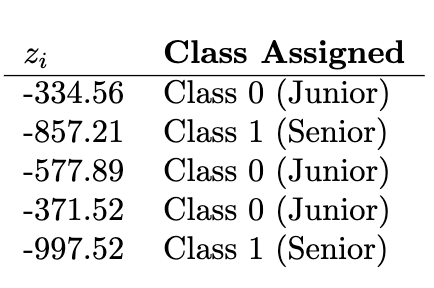 z_i Class Assigned
-334.56 Class 0 (Junior)
-857.21 Class 1 (Senior)
-577.89 Class 0 (Junior)
-371.52 Class 0 (Junior)
-997.52 Class 1 (Senior)